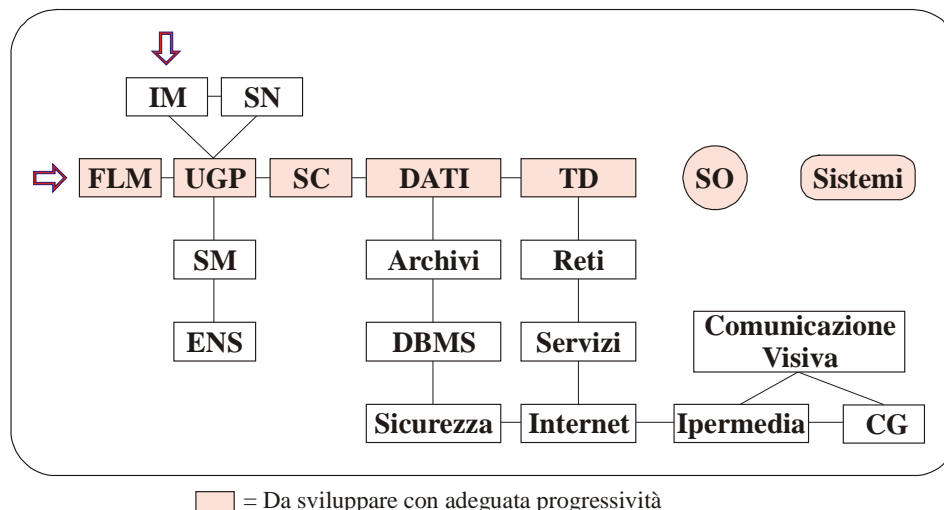 IM SN
FLM UGP SC DATI TD SO Sistemi
SM Archivi Reti
ENS DBMS Servizi Comunicazione
Visiva
Sicurezza Internet Ipermedia CG
= Da sviluppare con adeguata progressività